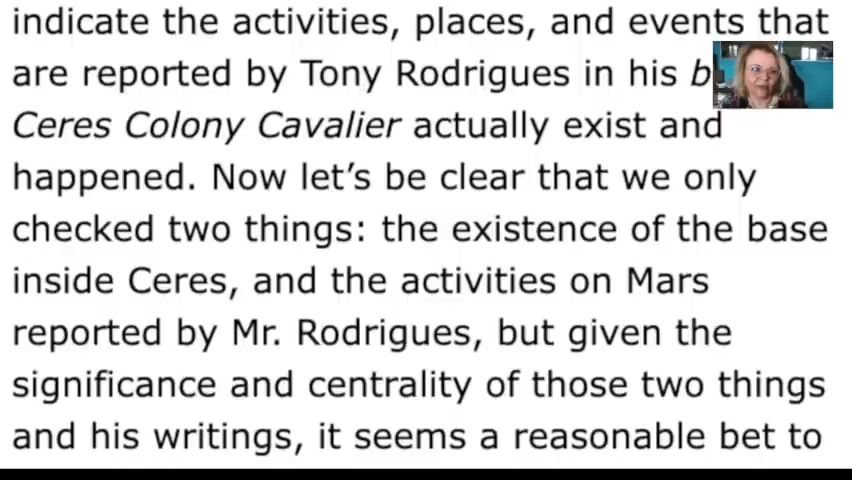 indicate the activities, places, and events that
are reported by Tony Rodrigues in his
Ceres Colony Cavalier actually exist and
happened. Now let's be clear that we only
checked two things: the existence of the base
inside Ceres, and the activities on Mars
reported by Mr. Rodrigues, but given the
significance and centrality of those two things
and his writings, it seems a reasonable bet to